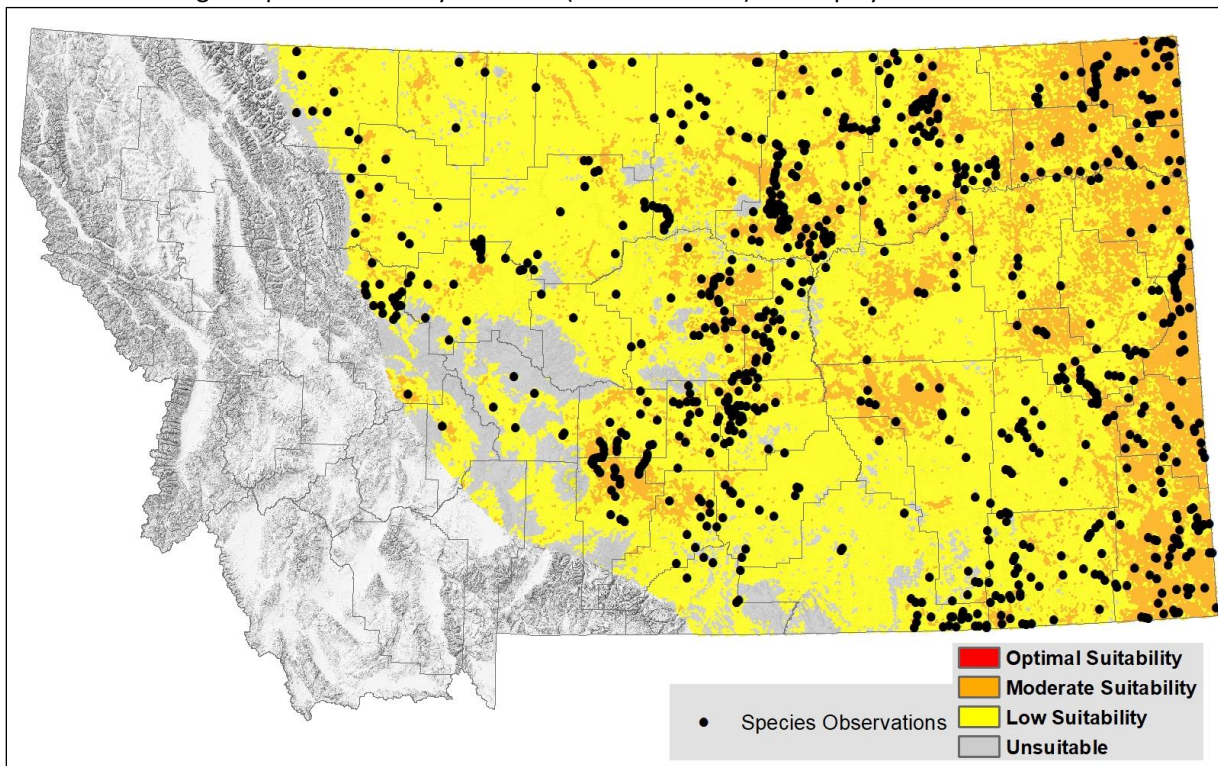 Optimal Suitability
Moderate Suitability
Species Observations
Low Suitability
Unsuitable